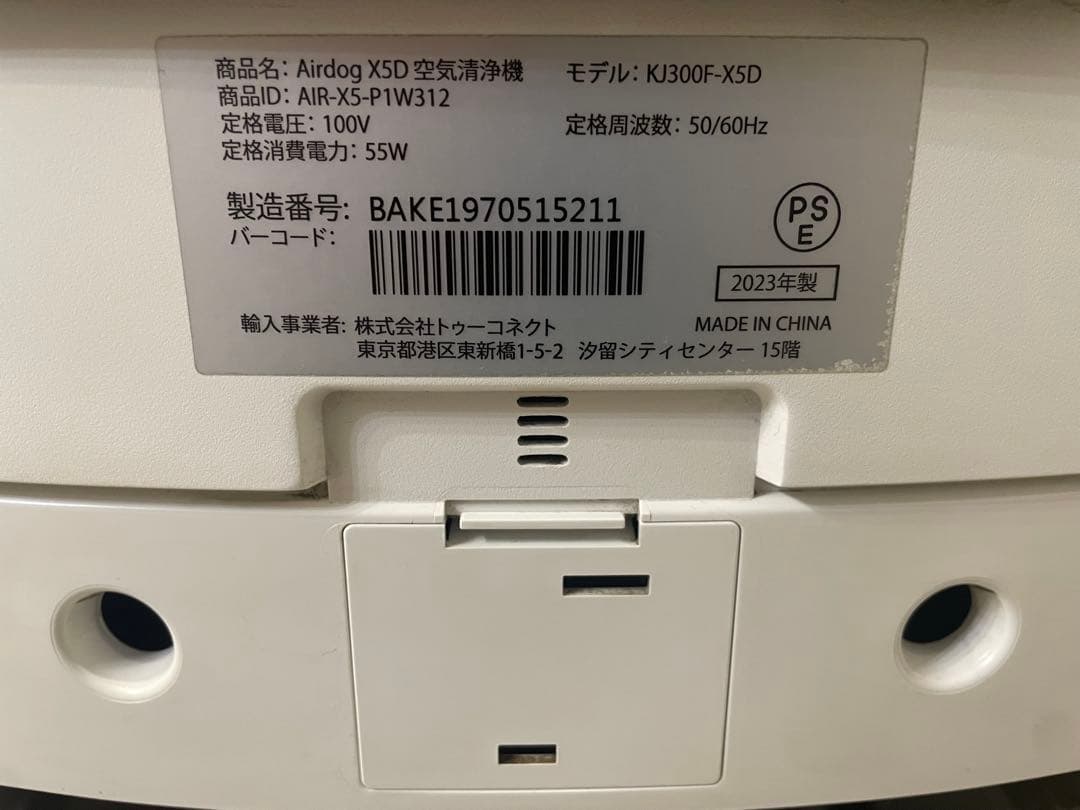 商品名: Airdog X5D 空気清浄機 モデル: KJ300F-X5D
商品ID: AIR-X5-P1W312
定格電圧: 100V 定格周波数: 50/60Hz
定格消費電力: 55W
製造番号: BAKE1970515211
バーコード:
PSE
2023年製
輸入事業者: 株式会社トゥーコネクト MADE IN CHINA
東京都港区東新橋1-5-2 汐留シティセンター 15階